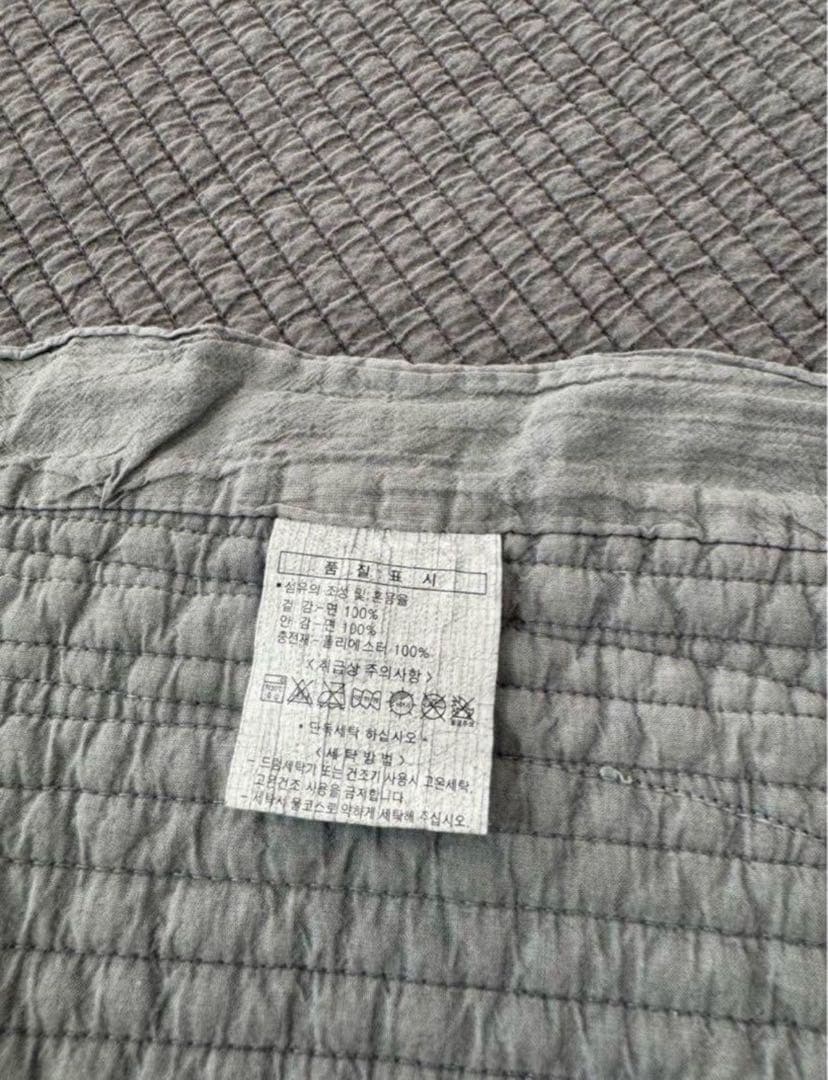 품 질 표 시
•섬유의 조성 및 혼용율
겉 감-면 100%
안 감-면 100%
충전재-폴리에스터 100%
<취급상 주의사항>
• 단독세탁 하십시오 •
<세 탁 방 법>
- 드럼세탁기 또는 건조기 사용시 고온세탁,
고온건조 사용을 금지합니다
- 세탁시 울코스로 약하게 세탁해 주십시오.